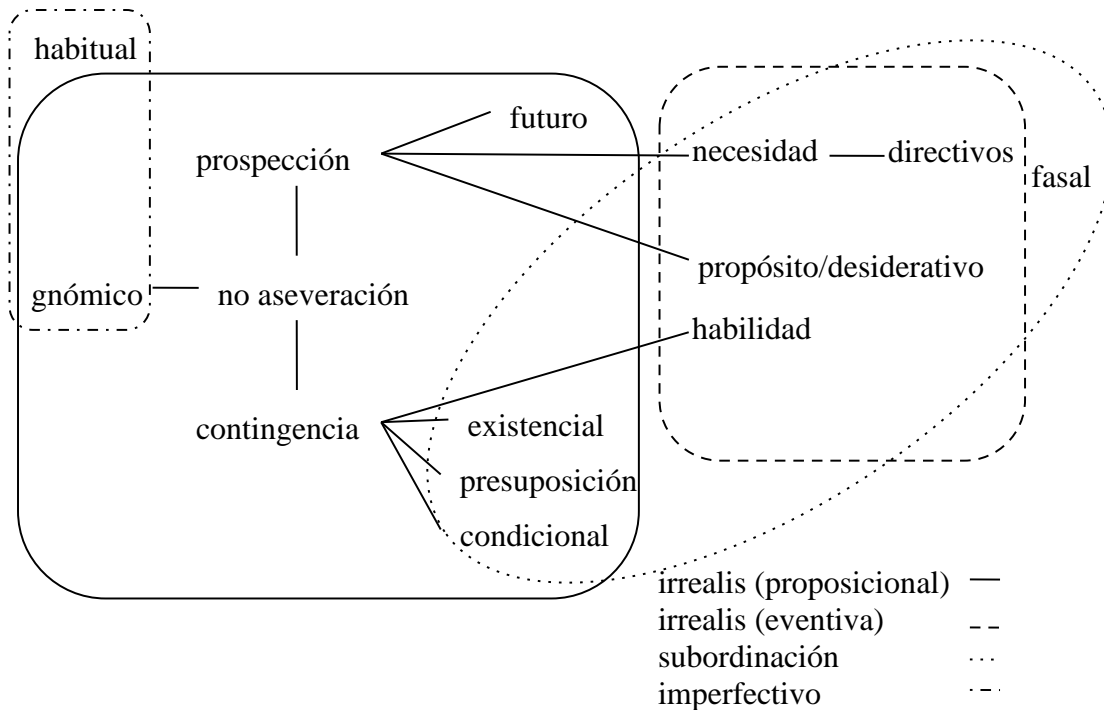 habitual
futuro
prospección
necesidad
directivos
fasal
propósito/desiderativo
gnómico
no aseveración
habilidad
contingencia
existencial
presuposición
condicional
irrealis (proposicional)
irrealis (eventiva)
subordinación
imperfectivo